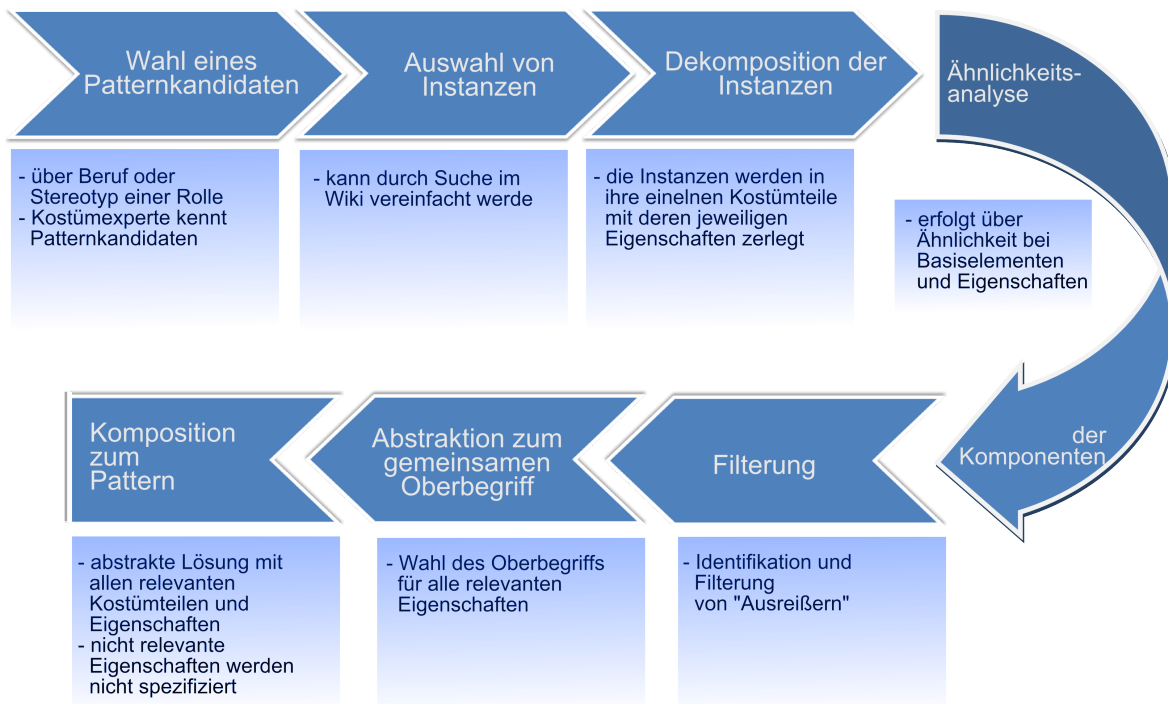 Wahl eines
Patternkandidaten
Auswahl von
Instanzen
Dekomposition der
Instanzen
Ähnlichkeits-
analyse
- über Beruf oder
Stereotyp einer Rolle
- Kostümexperte kennt
Patternkandidaten
- kann durch Suche im
Wiki vereinfacht werde
- die Instanzen werden in
ihre einelnen Kostümteile
mit deren jeweiligen
Eigenschaften zerlegt
- erfolgt über
Ähnlichkeit bei
Basiselementen
und Eigenschaften
der
Komponenten
Filterung
Abstraktion zum
gemeinsamen
Oberbegriff
Komposition
zum
Pattern
- Identifikation und
Filterung
von "Ausreißern"
- Wahl des Oberbegriffs
für alle relevanten
Eigenschaften
- abstrakte Lösung mit
allen relevanten
Kostümteilen und
Eigenschaften
- nicht relevante
Eigenschaften werden
nicht spezifiziert